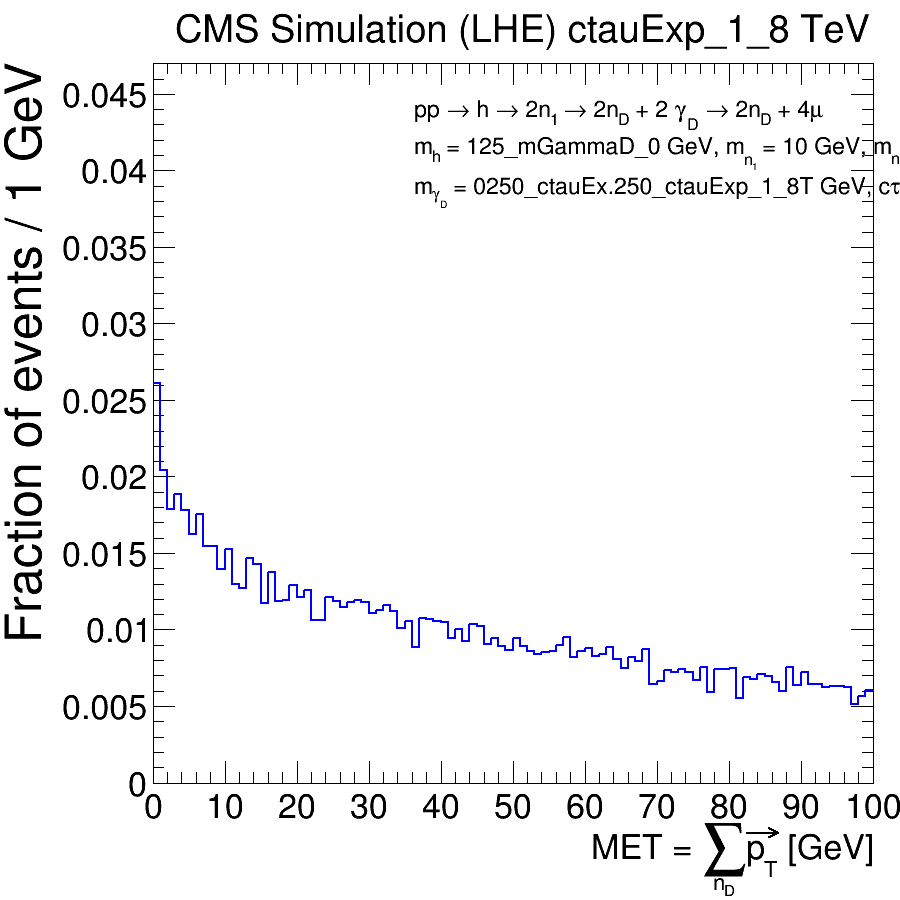 CMS Simulation (LHE) ctauExp_1_8 TeV
Fraction of events / 1 GeV
pp → h → 2n1 → 2nD + 2 γD → 2nD + 4μ
mh = 125_mGammaD_0 GeV, mn1 = 10 GeV, mn
mγD = 0250_ctauEx.250_ctauExp_1_8T GeV, cτ
0.045
0.04
0.035
0.03
0.025
0.02
0.015
0.01
0.005
0
0 10 20 30 40 50 60 70 80 90 100
MET = ∑nD p⃗T [GeV]